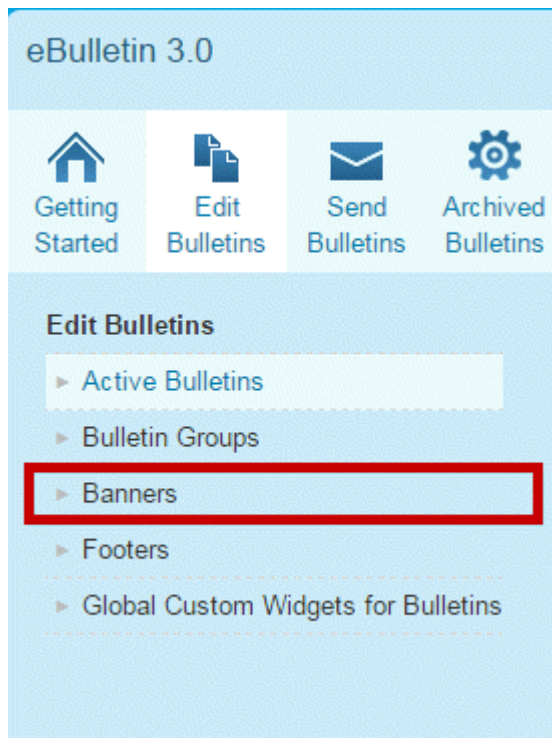 eBulletin 3.0
Getting Started
Edit Bulletins
Send Bulletins
Archived Bulletins
Edit Bulletins
Active Bulletins
Bulletin Groups
Banners
Footers
Global Custom Widgets for Bulletins